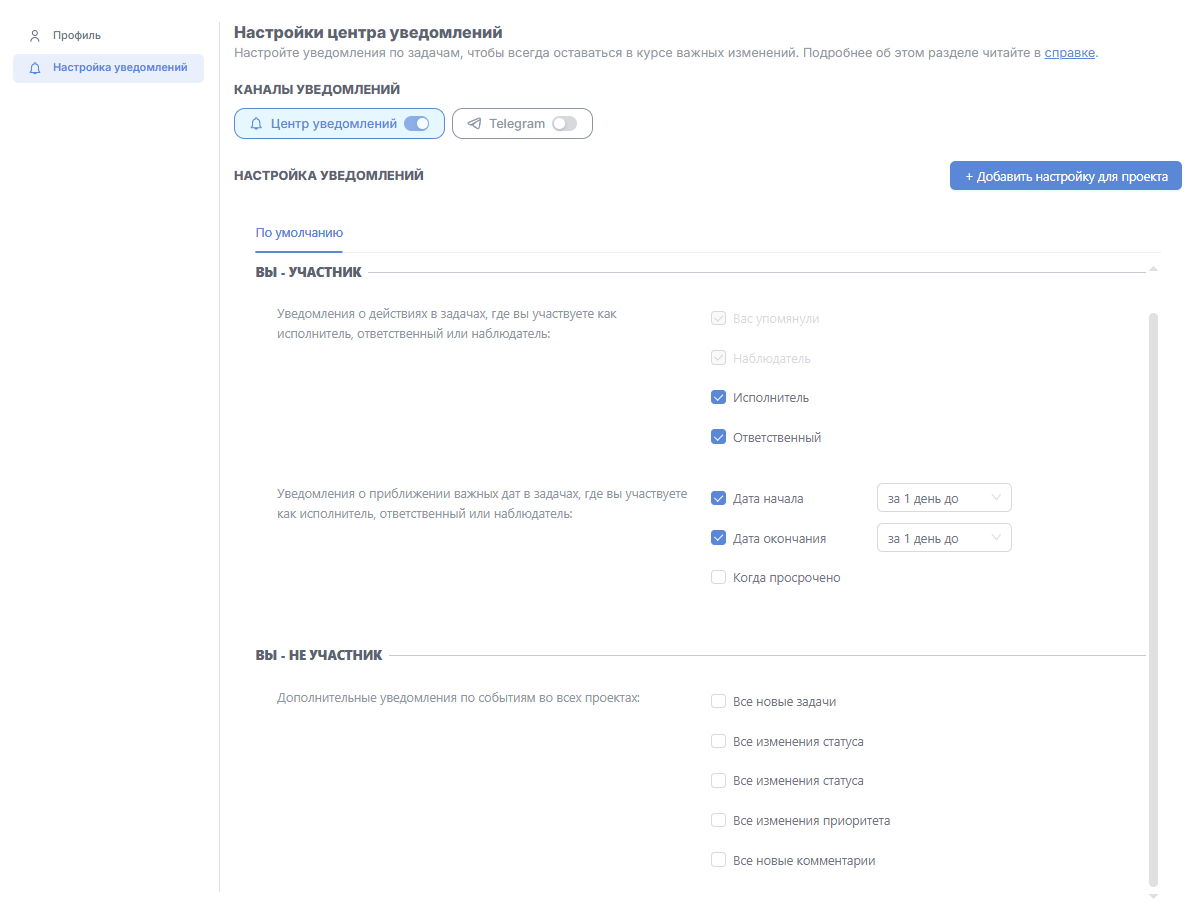 Профиль
Настройка уведомлений
Настройки центра уведомлений
Настройте уведомления по задачам, чтобы всегда оставаться в курсе важных изменений. Подробнее об этом разделе читайте в справке.
КАНАЛЫ УВЕДОМЛЕНИЙ
Центр уведомлений
Telegram
НАСТРОЙКА УВЕДОМЛЕНИЙ
+ Добавить настройку для проекта
По умолчанию
ВЫ - УЧАСТНИК
Уведомления о действиях в задачах, где вы участвуете как
исполнитель, ответственный или наблюдатель:
Вас упомянули
Наблюдатель
Исполнитель
Ответственный
Уведомления о приближении важных дат в задачах, где вы участвуете
как исполнитель, ответственный или наблюдатель:
Дата начала
за 1 день до
Дата окончания
за 1 день до
Когда просрочено
ВЫ - НЕ УЧАСТНИК
Дополнительные уведомления по событиям во всех проектах:
Все новые задачи
Все изменения статуса
Все изменения статуса
Все изменения приоритета
Все новые комментарии